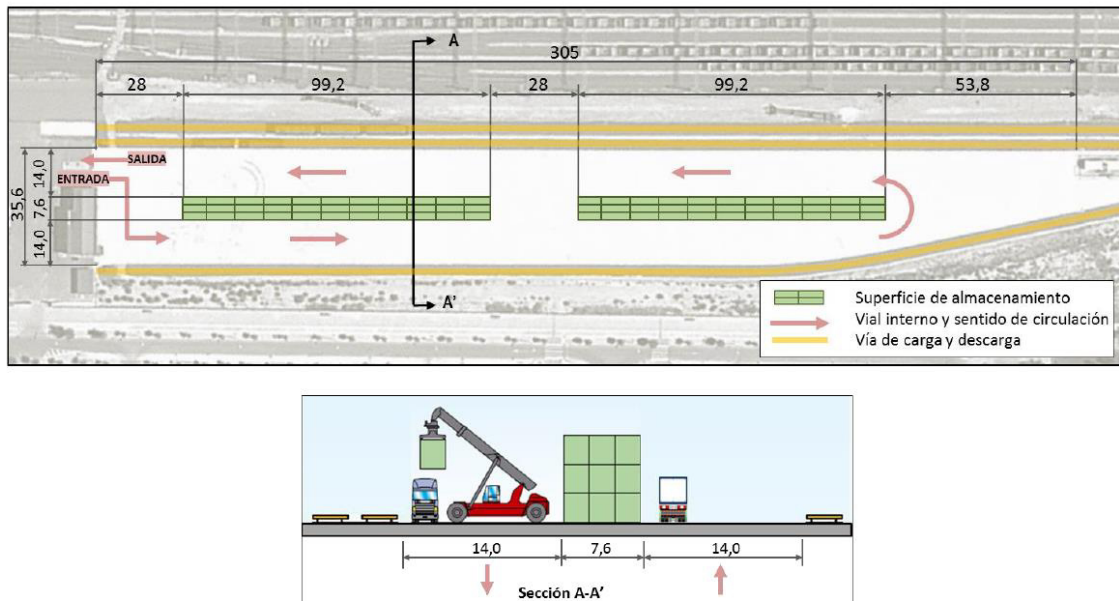 A
305
28
99,2
28
99,2
53,8
SALIDA
ENTRADA
35,6
14,0
7,6
14,0
A'
Superficie de almacenamiento
Vial interno y sentido de circulación
Vía de carga y descarga
14,0
7,6
14,0
Sección A-A'